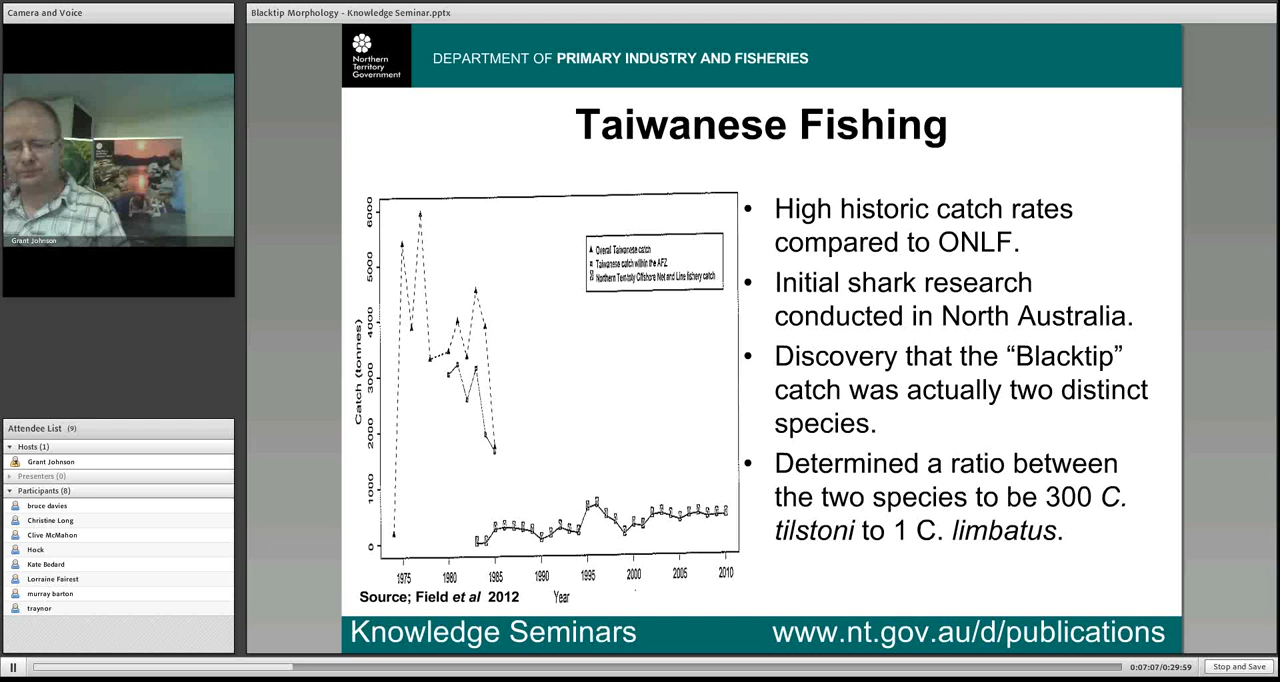 Camera and Voice
Grant Johnson
Attendee List (9)
Hosts (1)
Grant Johnson
Presenters (0)
Participants (8)
bruce davies
Christine Long
Clive McMahon
Hock
Kate Bedard
Lorraine Fairest
murray barton
traynor
Blacktip Morphology - Knowledge Seminar.pptx
Northern
Territory
Government
DEPARTMENT OF PRIMARY INDUSTRY AND FISHERIES
Taiwanese Fishing
Catch (tonnes)
6000
5000
4000
3000
2000
1000
0
Overall Taiwanese catch
Taiwanese catch within the AFZ
Northern Territory Offshore Net and Line fishery catch
1975 1980 1985 1990 1995 2000 2005 2010
Year
Source; Field et al 2012
• High historic catch rates
compared to ONLF.
• Initial shark research
conducted in North Australia.
• Discovery that the “Blacktip”
catch was actually two distinct
species.
• Determined a ratio between
the two species to be 300 C.
tilstoni to 1 C. limbatus.
Knowledge Seminars
www.nt.gov.au/d/publications
0:07:07/0:29:59
Stop and Save